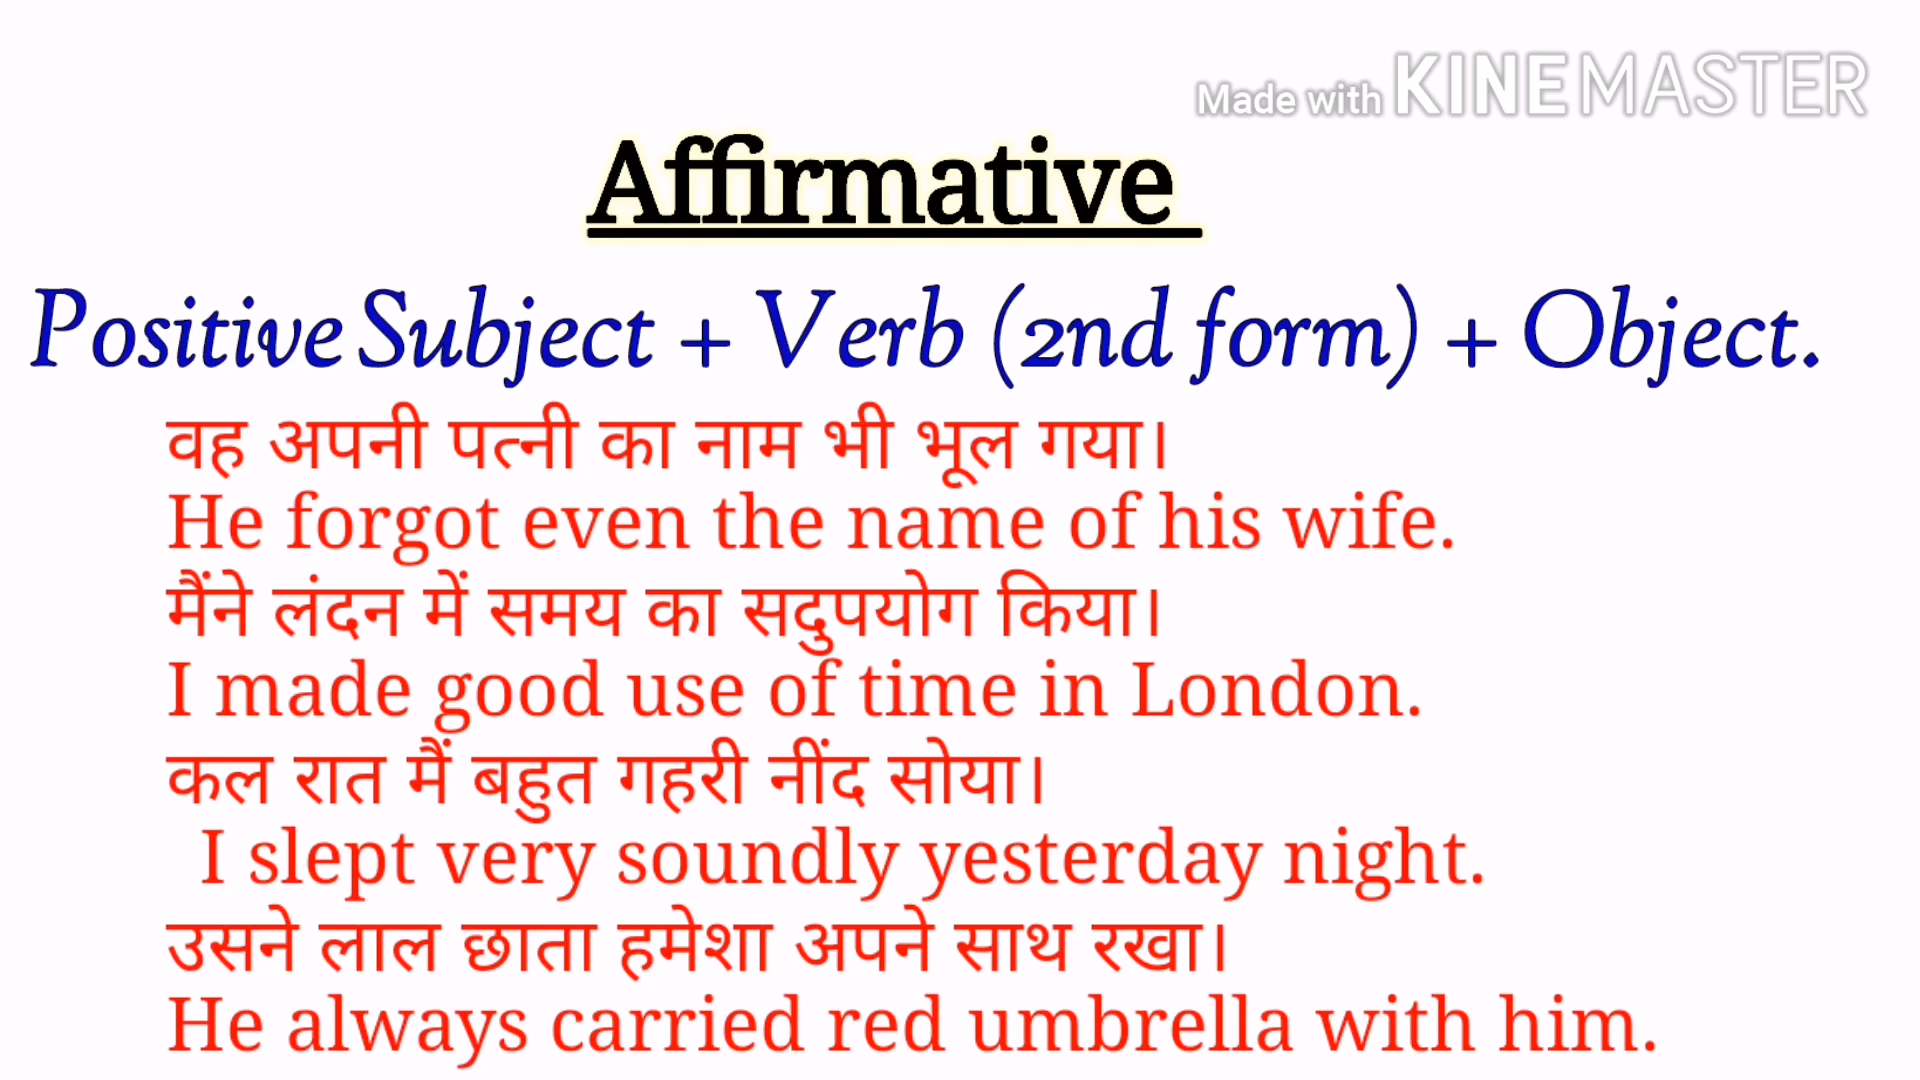 Made with KINEMASTER
Affirmative
Positive Subject + Verb (2nd form) + Object.
वह अपनी पत्नी का नाम भी भूल गया।
He forgot even the name of his wife.
मैंने लंदन में समय का सदुपयोग किया।
I made good use of time in London.
कल रात मैं बहुत गहरी नींद सोया।
I slept very soundly yesterday night.
उसने लाल छाता हमेशा अपने साथ रखा।
He always carried red umbrella with him.